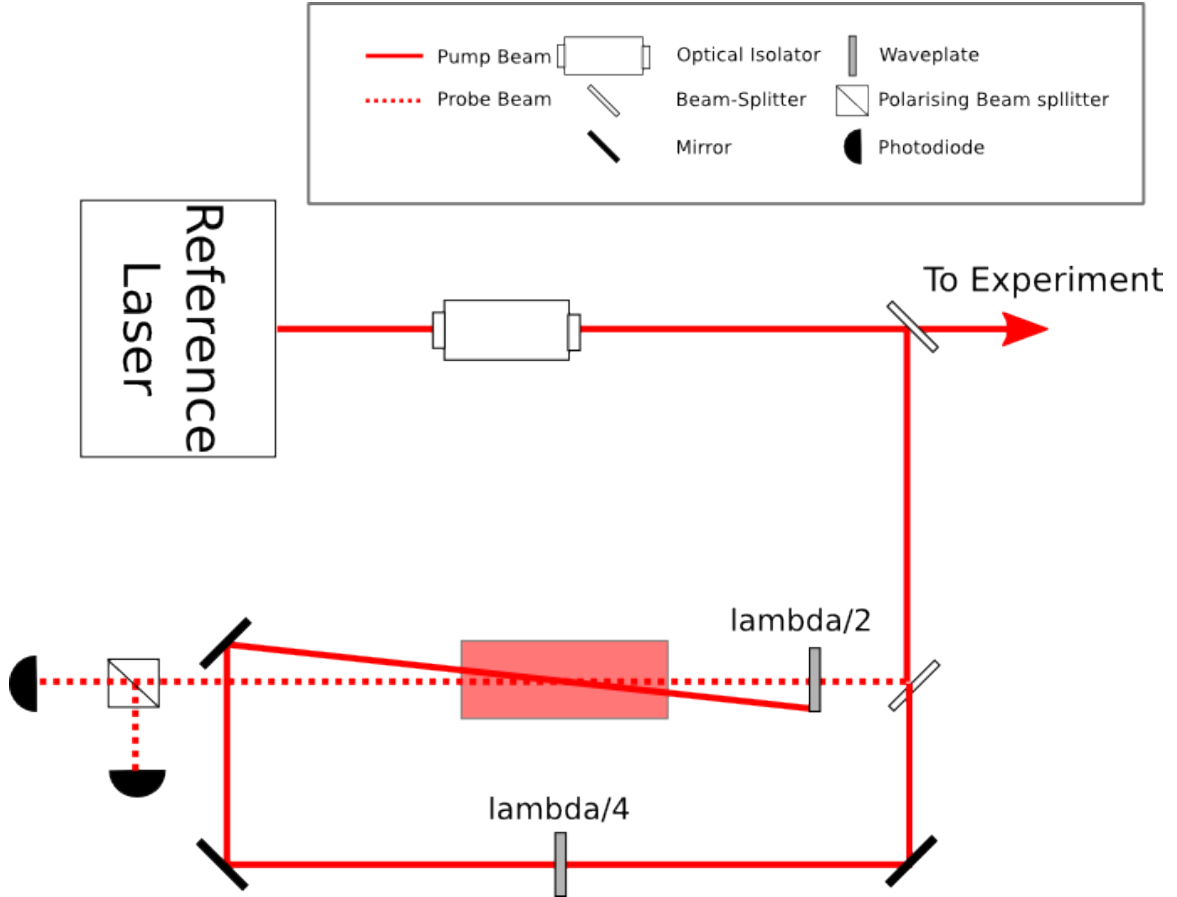 Pump Beam
Optical Isolator
Waveplate
Probe Beam
Beam-Splitter
Polarising Beam spllitter
Mirror
Photodiode
Reference
Laser
To Experiment
lambda/2
lambda/4